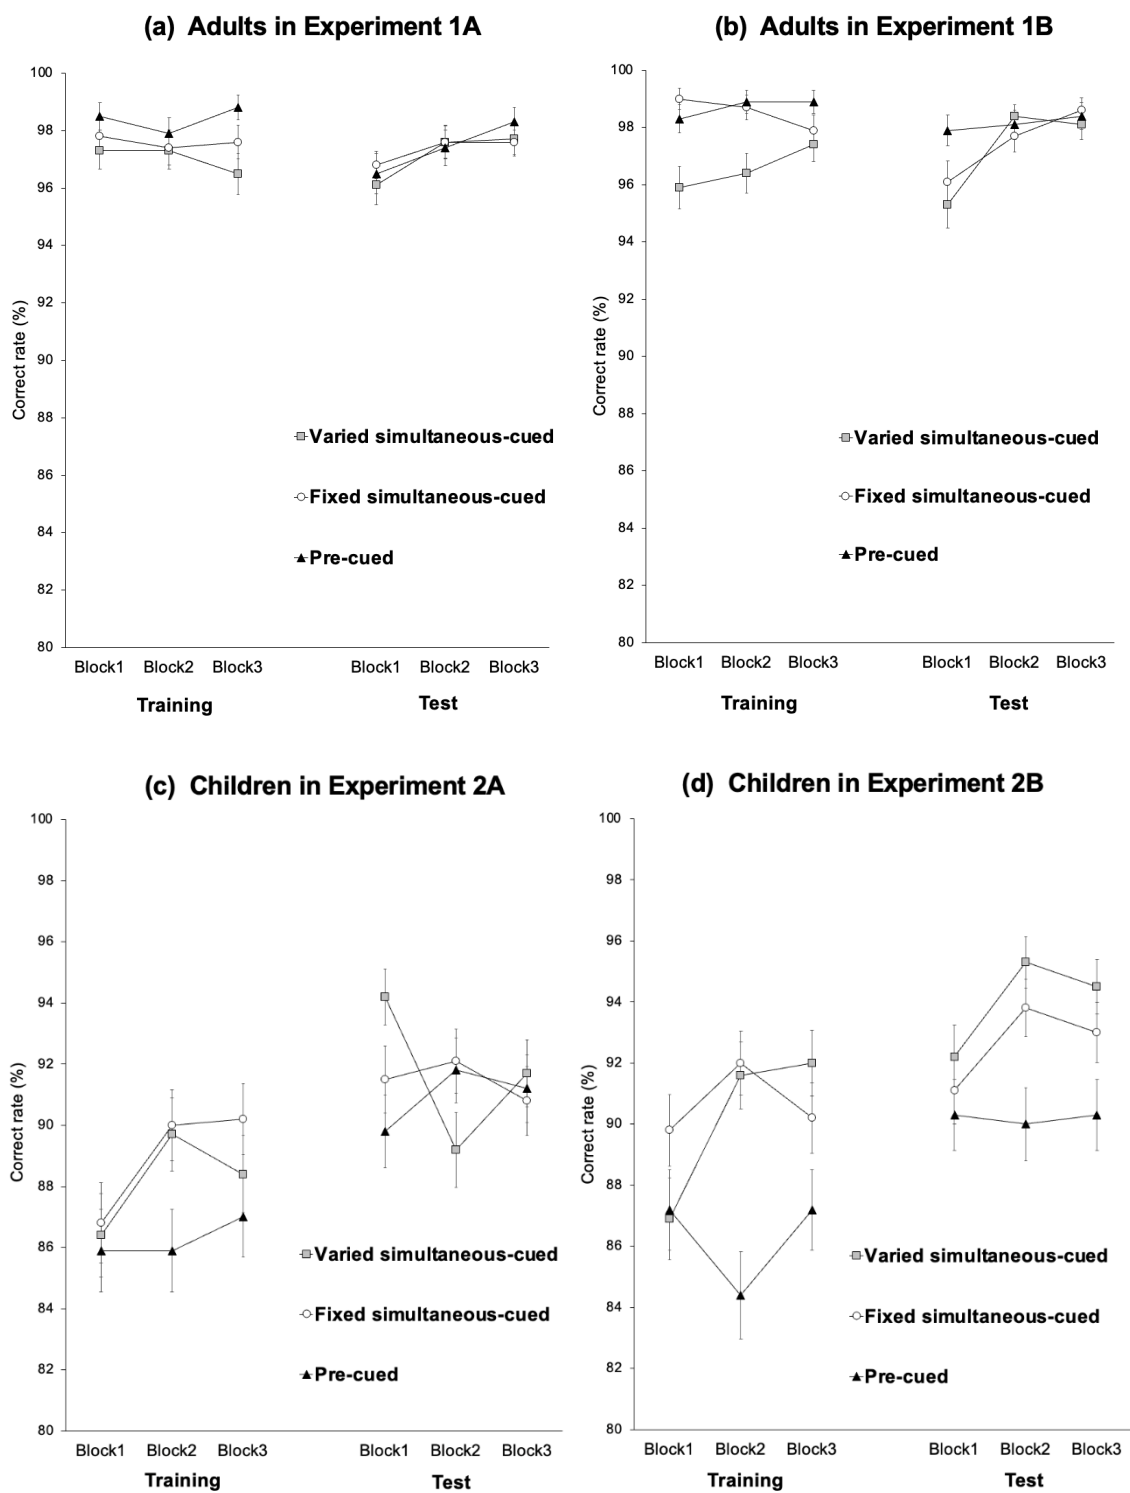 (a) Adults in Experiment 1A
100
98
96
94
92
90
88
86
84
82
80
Correct rate (%)
Varied simultaneous-cued
Fixed simultaneous-cued
Pre-cued
Block1 Block2 Block3 Block1 Block2 Block3
Training Test
(b) Adults in Experiment 1B
100
98
96
94
92
90
88
86
84
82
80
Correct rate (%)
Varied simultaneous-cued
Fixed simultaneous-cued
Pre-cued
Block1 Block2 Block3 Block1 Block2 Block3
Training Test
(c) Children in Experiment 2A
100
98
96
94
92
90
88
86
84
82
80
Correct rate (%)
Varied simultaneous-cued
Fixed simultaneous-cued
Pre-cued
Block1 Block2 Block3 Block1 Block2 Block3
Training Test
(d) Children in Experiment 2B
100
98
96
94
92
90
88
86
84
82
80
Correct rate (%)
Varied simultaneous-cued
Fixed simultaneous-cued
Pre-cued
Block1 Block2 Block3 Block1 Block2 Block3
Training Test